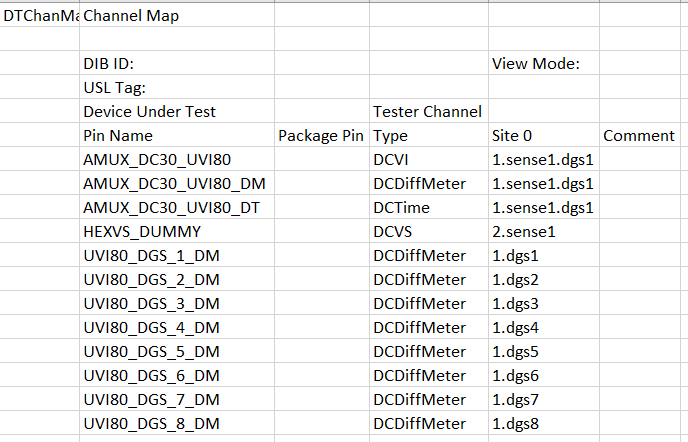 DTChanMa Channel Map
DIB ID: View Mode:
USL Tag:
Device Under Test Tester Channel
Pin Name Package Pin Type Site 0 Comment
AMUX_DC30_UVI80 DCVI 1.sense1.dgs1
AMUX_DC30_UVI80_DM DCDiffMeter 1.sense1.dgs1
AMUX_DC30_UVI80_DT DCTime 1.sense1.dgs1
HEXVS_DUMMY DCVS 2.sense1
UVI80_DGS_1_DM DCDiffMeter 1.dgs1
UVI80_DGS_2_DM DCDiffMeter 1.dgs2
UVI80_DGS_3_DM DCDiffMeter 1.dgs3
UVI80_DGS_4_DM DCDiffMeter 1.dgs4
UVI80_DGS_5_DM DCDiffMeter 1.dgs5
UVI80_DGS_6_DM DCDiffMeter 1.dgs6
UVI80_DGS_7_DM DCDiffMeter 1.dgs7
UVI80_DGS_8_DM DCDiffMeter 1.dgs8